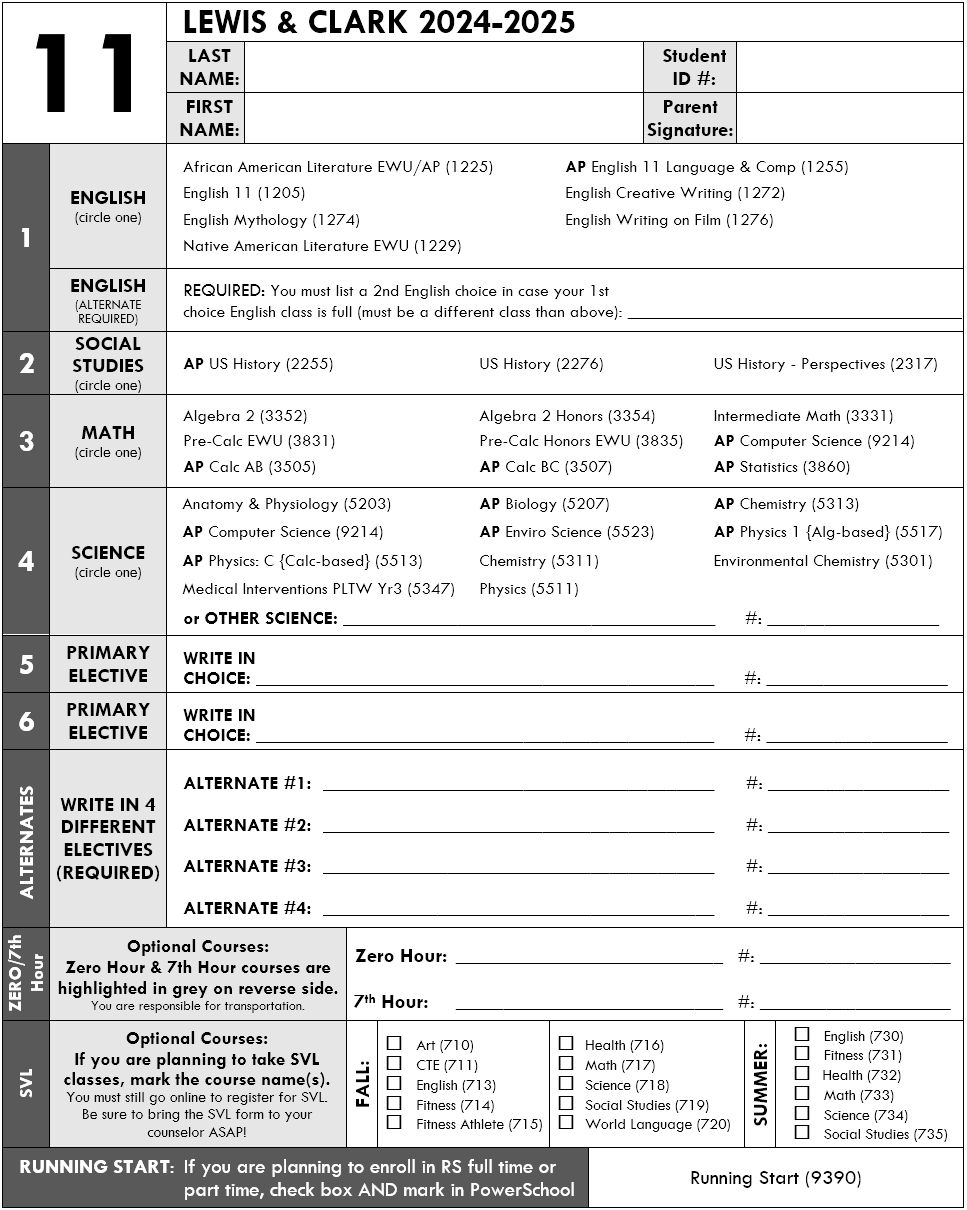 11
LEWIS & CLARK 2024-2025
LAST
NAME:
Student
ID #:
FIRST
NAME:
Parent
Signature:
1
ENGLISH
(circle one)
African American Literature EWU/AP (1225)
AP English 11 Language & Comp (1255)
English 11 (1205)
English Creative Writing (1272)
English Mythology (1274)
English Writing on Film (1276)
Native American Literature EWU (1229)
ENGLISH
(ALTERNATE
REQUIRED)
REQUIRED: You must list a 2nd English choice in case your 1st
choice English class is full (must be a different class than above):
2
SOCIAL
STUDIES
(circle one)
AP US History (2255)
US History (2276)
US History - Perspectives (2317)
3
MATH
(circle one)
Algebra 2 (3352)
Algebra 2 Honors (3354)
Intermediate Math (3331)
Pre-Calc EWU (3831)
Pre-Calc Honors EWU (3835)
AP Computer Science (9214)
AP Calc AB (3505)
AP Calc BC (3507)
AP Statistics (3860)
4
SCIENCE
(circle one)
Anatomy & Physiology (5203)
AP Biology (5207)
AP Chemistry (5313)
AP Computer Science (9214)
AP Enviro Science (5523)
AP Physics 1 {Alg-based} (5517)
AP Physics: C {Calc-based} (5513)
Chemistry (5311)
Environmental Chemistry (5301)
Medical Interventions PLTW Yr3 (5347)
Physics (5511)
or OTHER SCIENCE:
#:
5
PRIMARY
ELECTIVE
WRITE IN
CHOICE:
#:
6
PRIMARY
ELECTIVE
WRITE IN
CHOICE:
#:
ALTERNATES
WRITE IN 4
DIFFERENT
ELECTIVES
(REQUIRED)
ALTERNATE #1:
#:
ALTERNATE #2:
#:
ALTERNATE #3:
#:
ALTERNATE #4:
#:
ZERO/7th
Hour
Optional Courses:
Zero Hour & 7th Hour courses are
highlighted in grey on reverse side.
You are responsible for transportation.
Zero Hour:
#:
7th Hour:
#:
SVL
Optional Courses:
If you are planning to take SVL
classes, mark the course name(s).
You must still go online to register for SVL.
Be sure to bring the SVL form to your
counselor ASAP!
FALL:
Art (710)
CTE (711)
English (713)
Fitness (714)
Fitness Athlete (715)
Health (716)
Math (717)
Science (718)
Social Studies (719)
World Language (720)
SUMMER:
English (730)
Fitness (731)
Health (732)
Math (733)
Science (734)
Social Studies (735)
RUNNING START: If you are planning to enroll in RS full time or
part time, check box AND mark in PowerSchool
Running Start (9390)